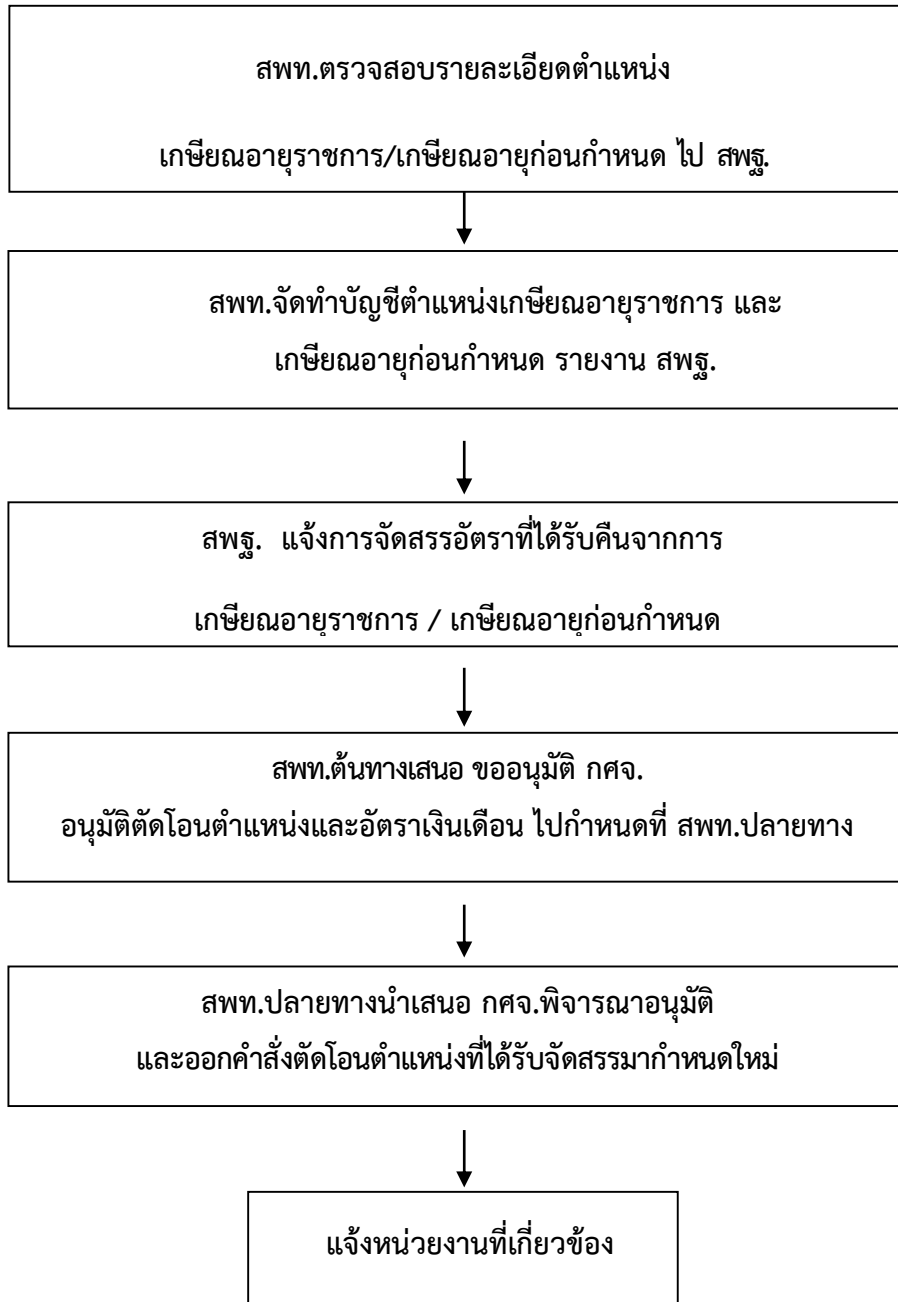 สพท.ตรวจสอบรายละเอียดตำแหน่ง
เกษียณอายุราชการ/เกษียณอายุก่อนกำหนด ไป สพฐ.
สพท.จัดทำบัญชีตำแหน่งเกษียณอายุราชการ และ
เกษียณอายุก่อนกำหนด รายงาน สพฐ.
สพฐ. แจ้งการจัดสรรอัตราที่ได้รับคืนจากการ
เกษียณอายุราชการ / เกษียณอายุก่อนกำหนด
สพท.ต้นทางเสนอ ขออนุมัติ กศจ.
อนุมัติตัดโอนตำแหน่งและอัตราเงินเดือน ไปกำหนดที่ สพท.ปลายทาง
สพท.ปลายทางนำเสนอ กศจ.พิจารณาอนุมัติ
และออกคำสั่งตัดโอนตำแหน่งที่ได้รับจัดสรรมากำหนดใหม่
แจ้งหน่วยงานที่เกี่ยวข้อง